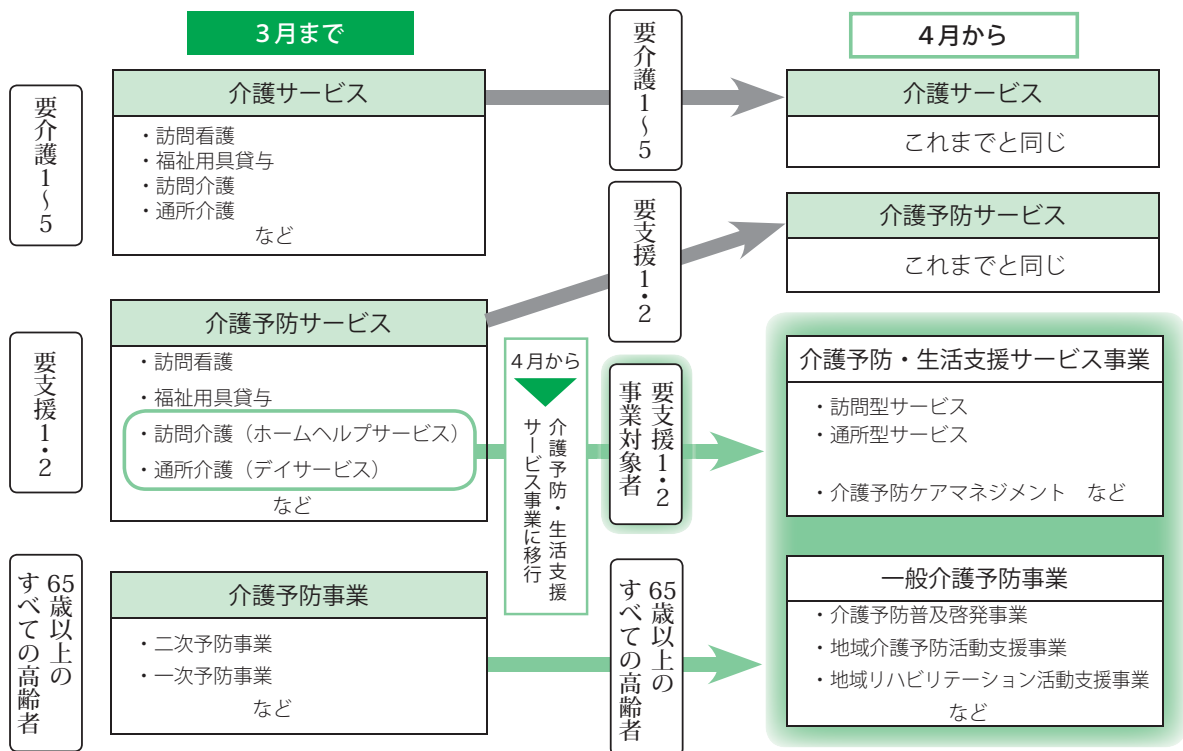 3月まで
4月から
要介護1～5
介護サービス
・訪問看護
・福祉用具貸与
・訪問介護
・通所介護
など
要介護1～5
介護サービス
これまでと同じ
要支援1・2
介護予防サービス
これまでと同じ
要支援1・2
介護予防サービス
・訪問看護
・福祉用具貸与
・訪問介護（ホームヘルプサービス）
・通所介護（デイサービス）
など
4月から
介護予防・生活支援
サービス事業に移行
要支援1・2
事業対象者
介護予防・生活支援サービス事業
・訪問型サービス
・通所型サービス
・介護予防ケアマネジメント　など
65歳以上の
すべての高齢者
介護予防事業
・二次予防事業
・一次予防事業
など
65歳以上の
すべての高齢者
一般介護予防事業
・介護予防普及啓発事業
・地域介護予防活動支援事業
・地域リハビリテーション活動支援事業
など